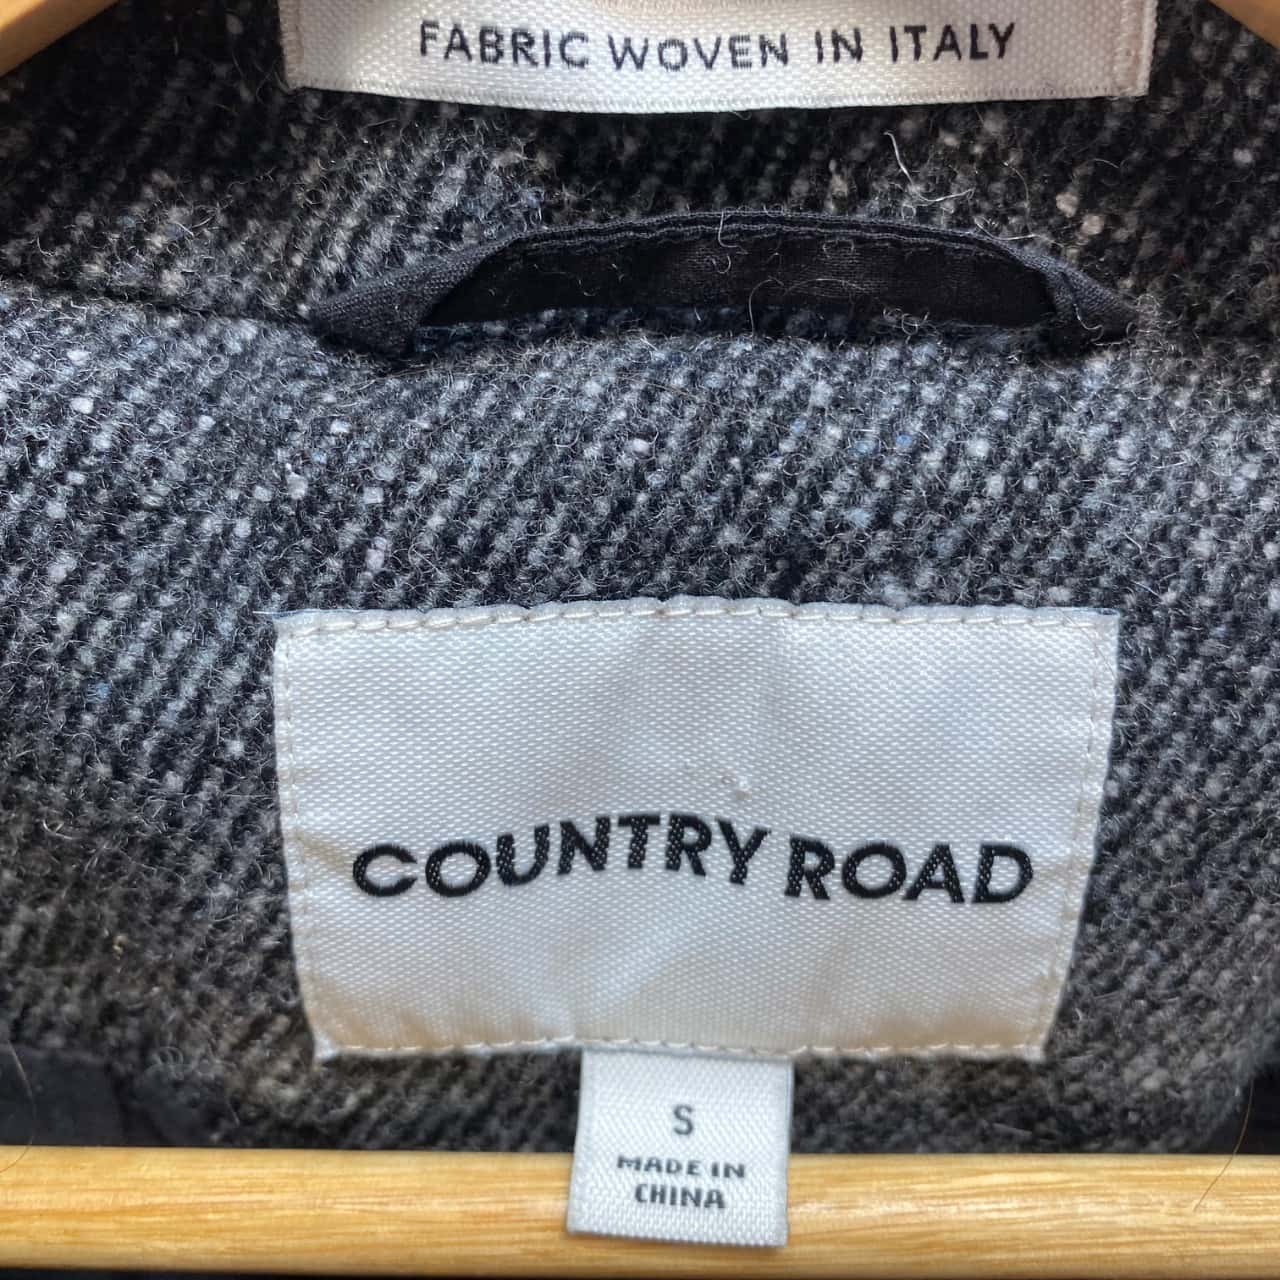 FABRIC WOVEN IN ITALY
COUNTRY ROAD
S
MADE IN
CHINA